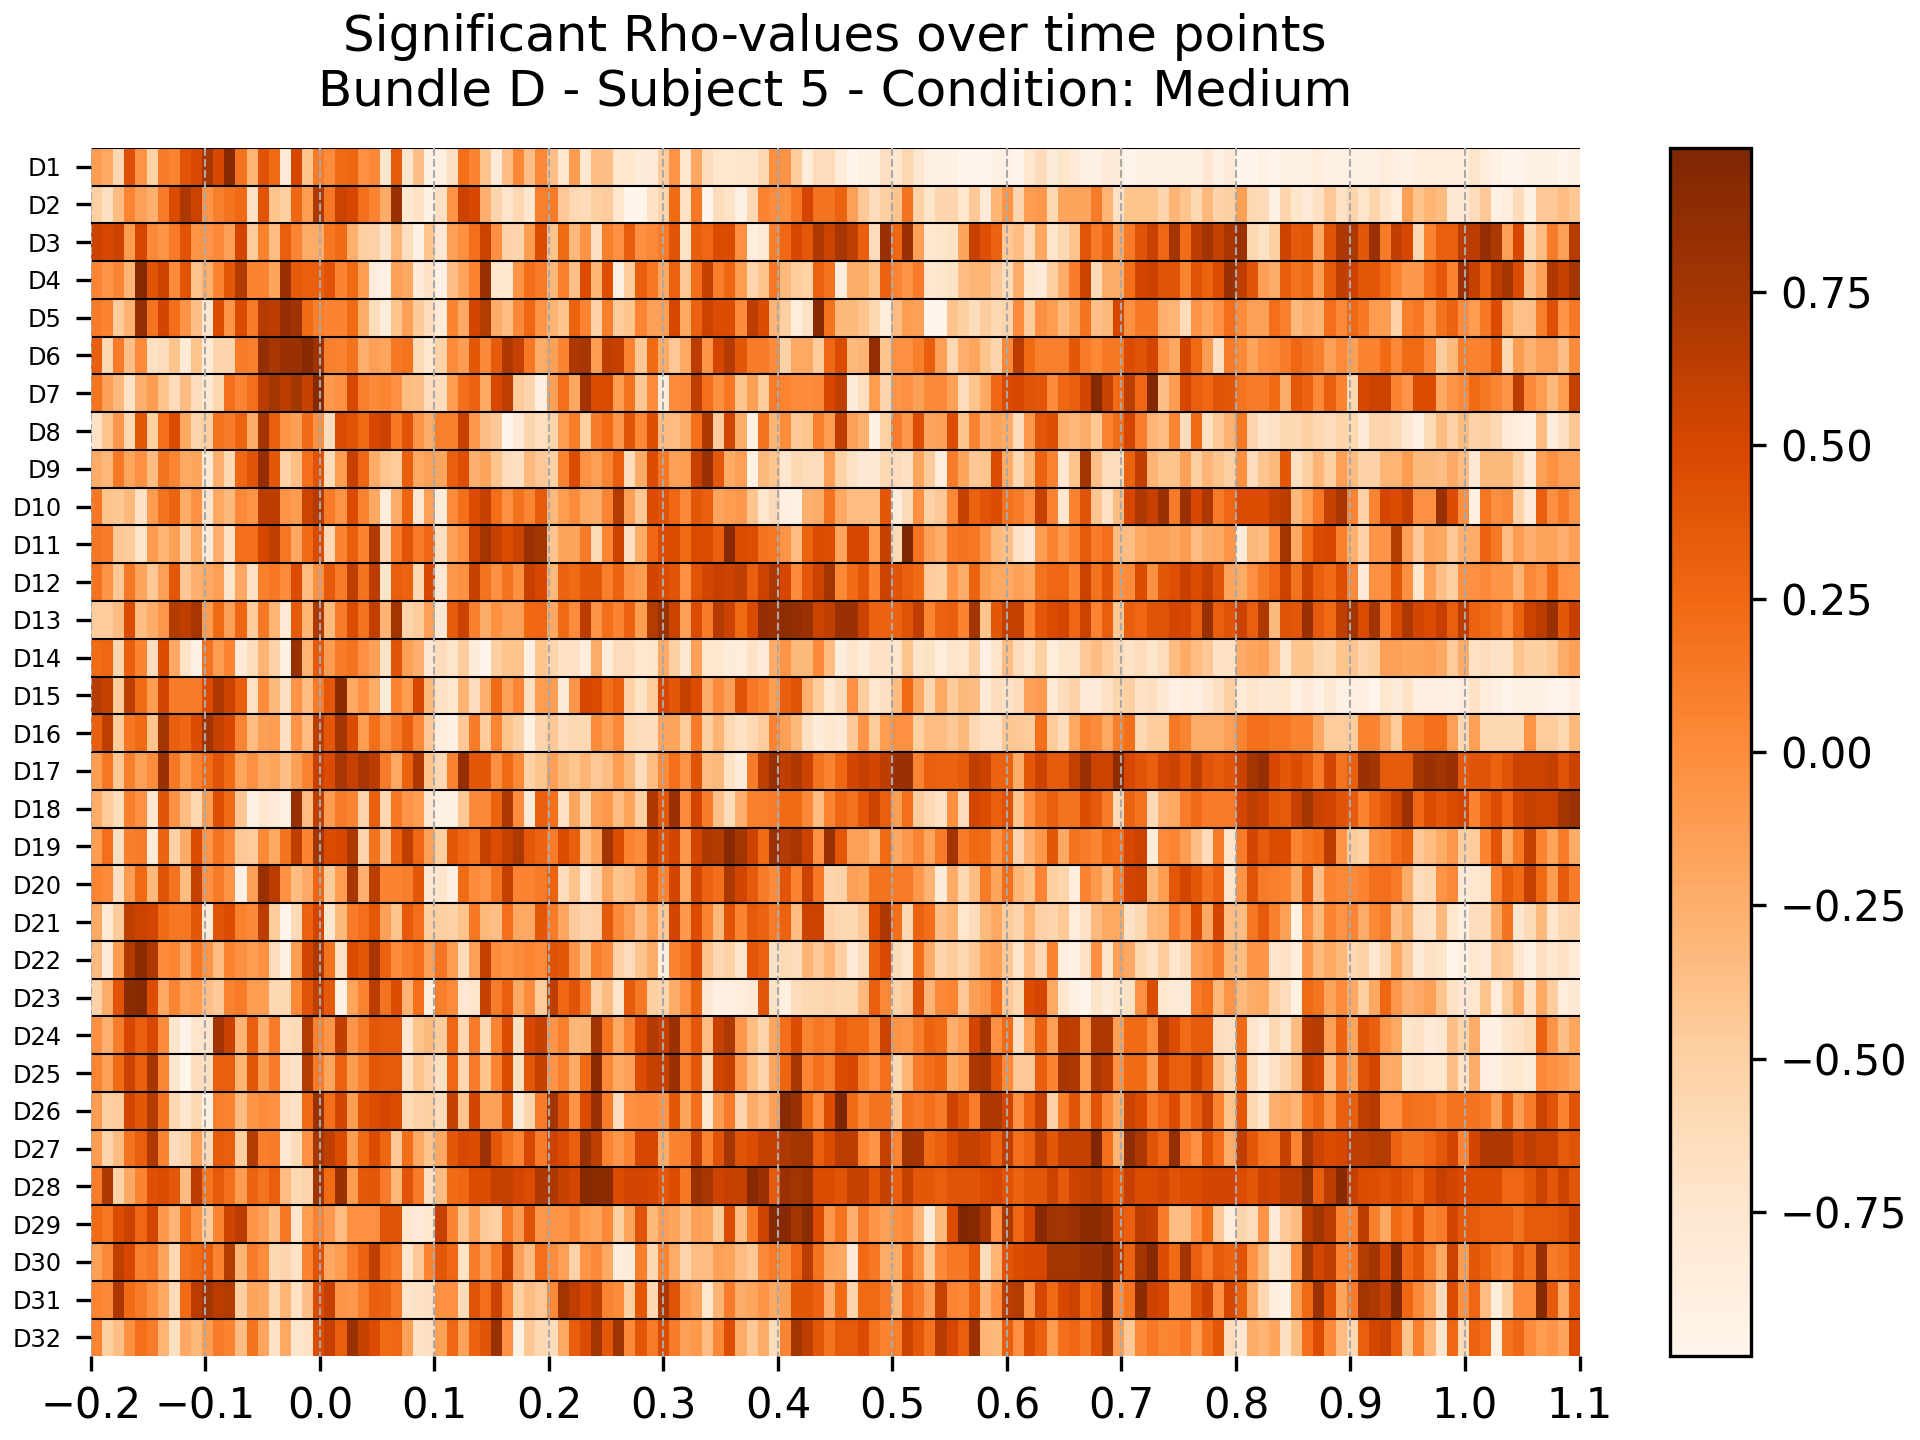 Significant Rho-values over time points
Bundle D - Subject 5 - Condition: Medium
D1
D2
D3
D4
D5
D6
D7
D8
D9
D10
D11
D12
D13
D14
D15
D16
D17
D18
D19
D20
D21
D22
D23
D24
D25
D26
D27
D28
D29
D30
D31
D32
−0.2 −0.1 0.0 0.1 0.2 0.3 0.4 0.5 0.6 0.7 0.8 0.9 1.0 1.1
0.75
0.50
0.25
0.00
−0.25
−0.50
−0.75